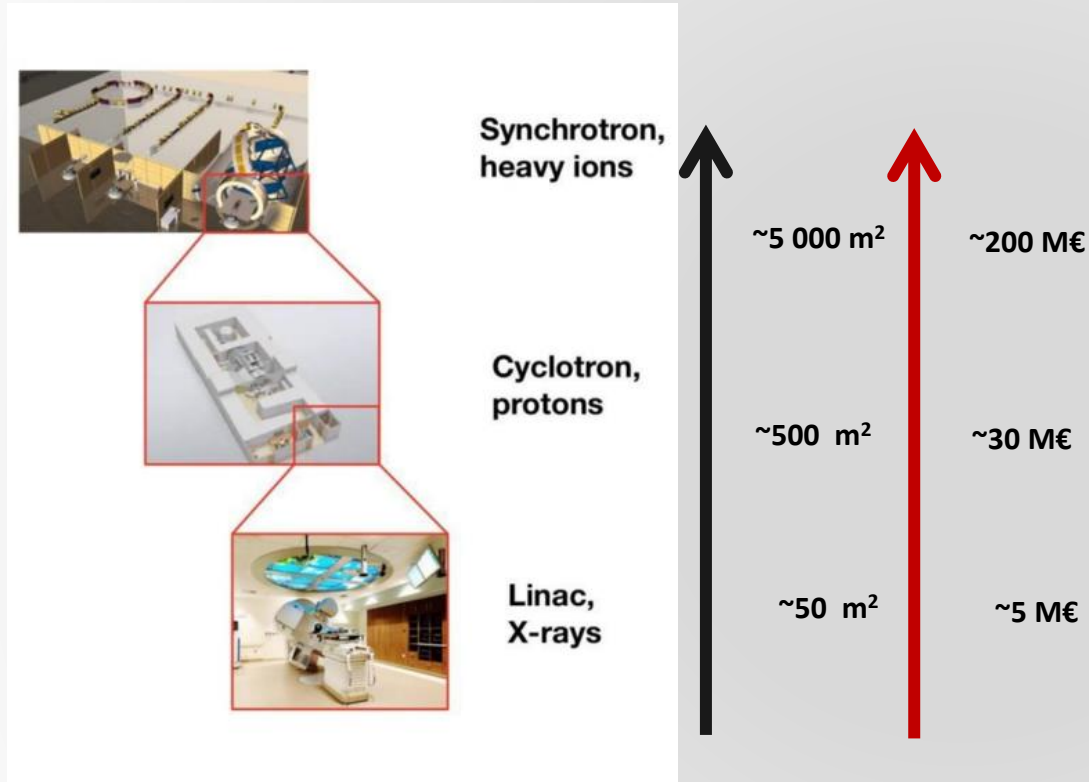 Synchrotron,
heavy ions
~5 000 m²
~200 M€
Cyclotron,
protons
~500 m²
~30 M€
Linac,
X-rays
~50 m²
~5 M€